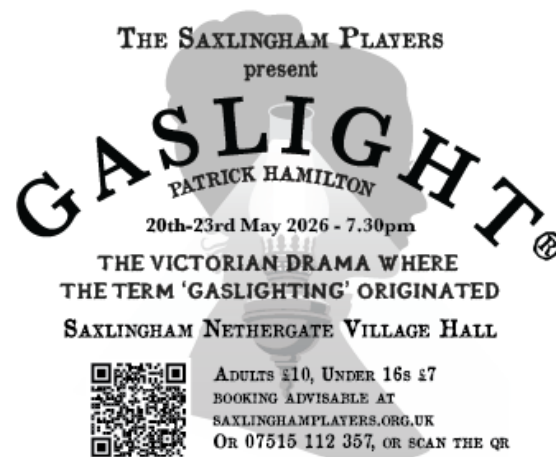 THE SAXLINGHAM PLAYERS
present
GASLIGHT®
PATRICK HAMILTON
20th-23rd May 2026 - 7.30pm
THE VICTORIAN DRAMA WHERE
THE TERM ‘GASLIGHTING’ ORIGINATED
SAXLINGHAM NETHERGATE VILLAGE HALL
ADULTS £10, UNDER 16S £7
BOOKING ADVISABLE AT
SAXLINGHAMPLAYERS.ORG.UK
OR 07515 112 357, OR SCAN THE QR